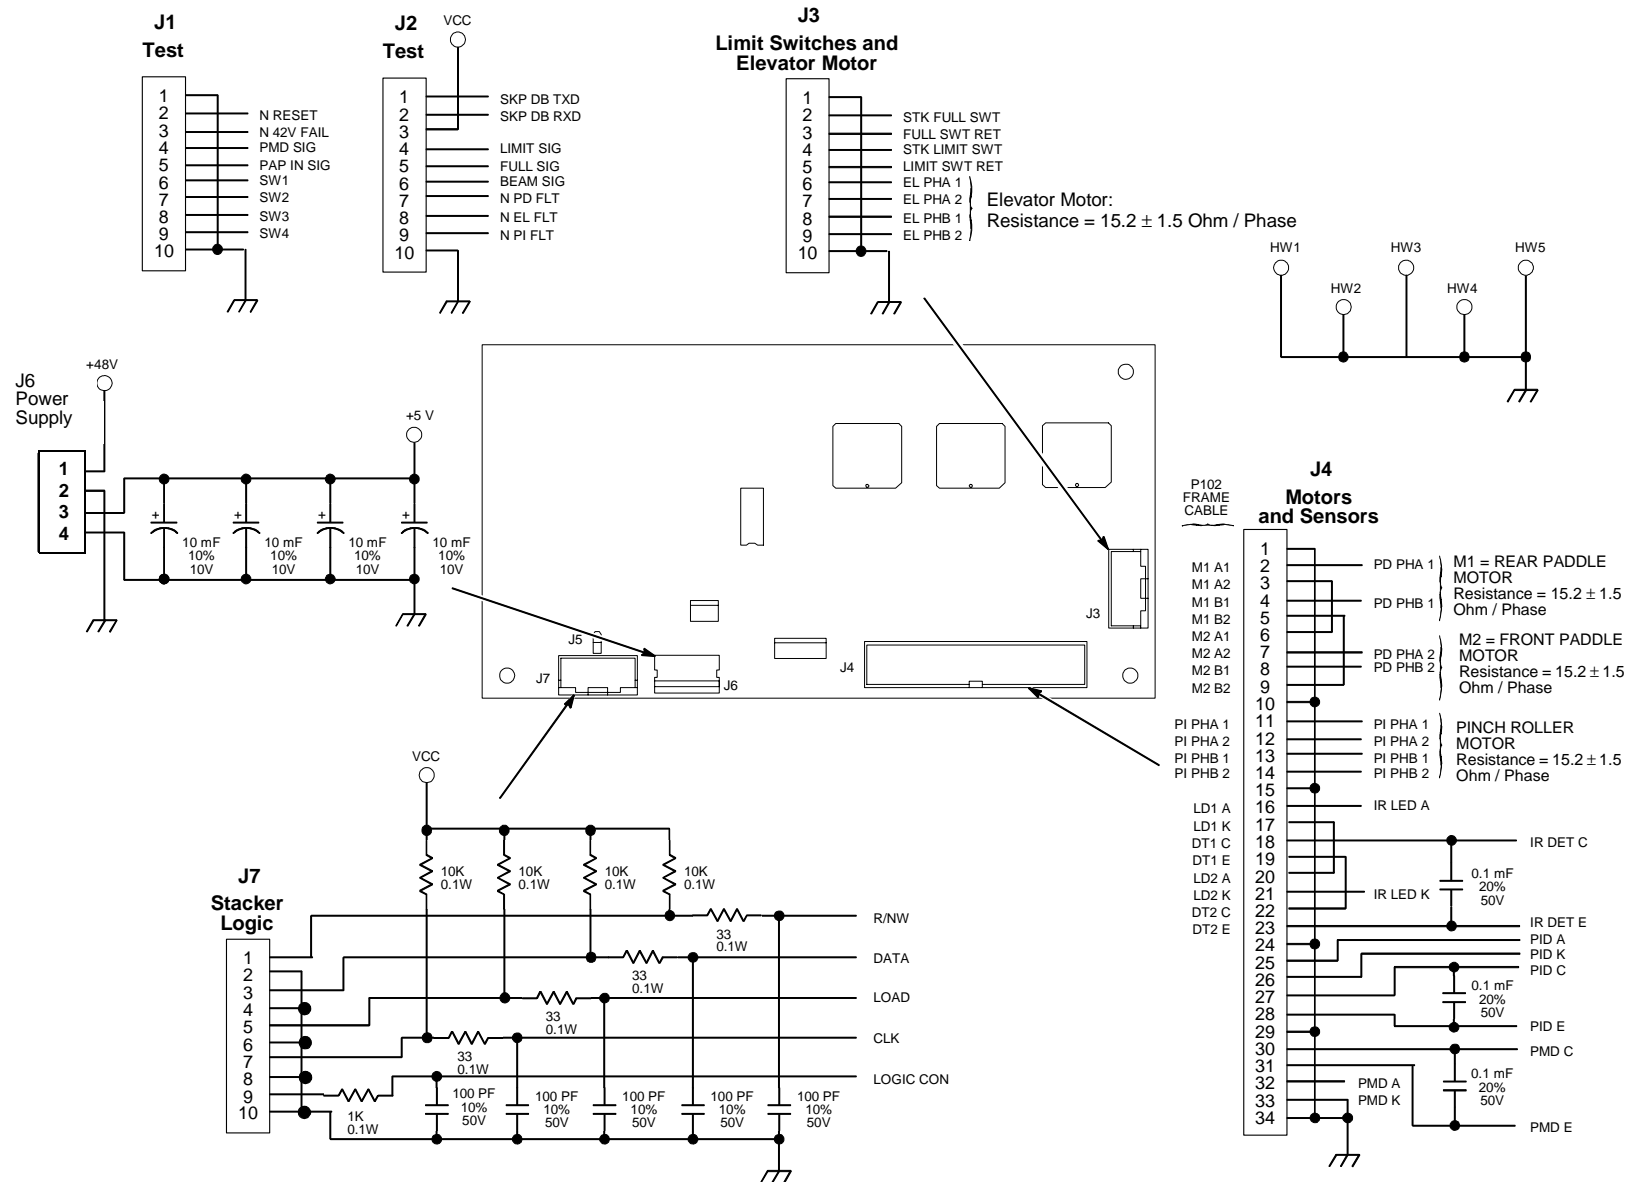 J1
Test
1
2
3
4
5
6
7
8
9
10
N RESET
N 42V FAIL
PMD SIG
PAP IN SIG
SW1
SW2
SW3
SW4
J2
Test
VCC
1
2
3
4
5
6
7
8
9
10
SKP DB TXD
SKP DB RXD
LIMIT SIG
FULL SIG
BEAM SIG
N PD FLT
N EL FLT
N PI FLT
J3
Limit Switches and
Elevator Motor
1
2
3
4
5
6
7
8
9
10
STK FULL SWT
FULL SWT RET
STK LIMIT SWT
LIMIT SWT RET
EL PHA 1
EL PHA 2
EL PHB 1
EL PHB 2
Elevator Motor:
Resistance = 15.2 ± 1.5 Ohm / Phase
HW1
HW2
HW3
HW4
HW5
J6
Power
Supply
+48V
+5 V
1
2
3
4
+
10 mF
10%
10V
+
10 mF
10%
10V
+
10 mF
10%
10V
+
10 mF
10%
10V
J3
J5
J7
J6
J4
P102
FRAME
CABLE
M1 A1
M1 A2
M1 B1
M1 B2
M2 A1
M2 A2
M2 B1
M2 B2
PI PHA 1
PI PHA 2
PI PHB 1
PI PHB 2
LD1 A
LD1 K
DT1 C
DT1 E
LD2 A
LD2 K
DT2 C
DT2 E
J4
Motors
and Sensors
1
2
3
4
5
6
7
8
9
10
11
12
13
14
15
16
17
18
19
20
21
22
23
24
25
26
27
28
29
30
31
32
33
34
PD PHA 1
PD PHB 1
M1 = REAR PADDLE
MOTOR
Resistance = 15.2 ± 1.5
Ohm / Phase
PD PHA 2
PD PHB 2
M2 = FRONT PADDLE
MOTOR
Resistance = 15.2 ± 1.5
Ohm / Phase
PI PHA 1
PI PHA 2
PI PHB 1
PI PHB 2
PINCH ROLLER
MOTOR
Resistance = 15.2 ± 1.5
Ohm / Phase
IR LED A
IR DET C
0.1 mF
20%
50V
IR LED K
IR DET E
PID A
PID K
PID C
0.1 mF
20%
50V
PID E
PMD C
0.1 mF
20%
50V
PMD A
PMD K
PMD E
VCC
10K
0.1W
10K
0.1W
10K
0.1W
10K
0.1W
J7
Stacker
Logic
1
2
3
4
5
6
7
8
9
10
33
0.1W
R/NW
33
0.1W
DATA
33
0.1W
LOAD
33
0.1W
CLK
1K
0.1W
LOGIC CON
100 PF
10%
50V
100 PF
10%
50V
100 PF
10%
50V
100 PF
10%
50V
100 PF
10%
50V